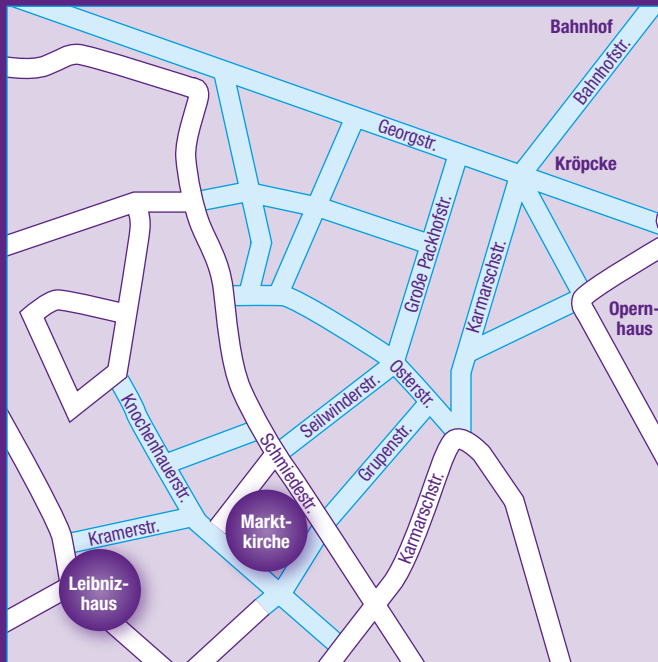 Bahnhof
Bahnhofstr.
Georgstr.
Kröpcke
Große Packhofstr.
Karmarschstr.
Opern-
haus
Osterstr.
Seilwinderstr.
Knochenhauerstr.
Schmiedestr.
Grupenstr.
Karmarschstr.
Markt-
kirche
Kramerstr.
Leibniz-
haus